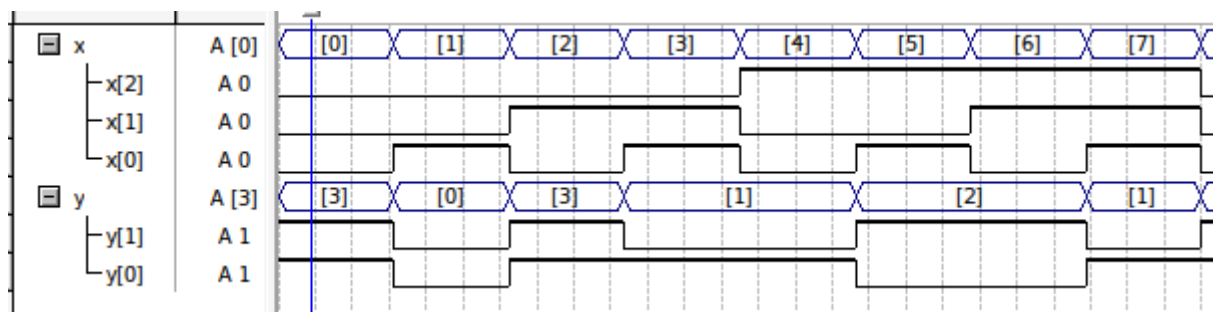 x A [0] [0] [1] [2] [3] [4] [5] [6] [7]
x[2] A 0
x[1] A 0
x[0] A 0
y A [3] [3] [0] [3] [1] [2] [1]
y[1] A 1
y[0] A 1